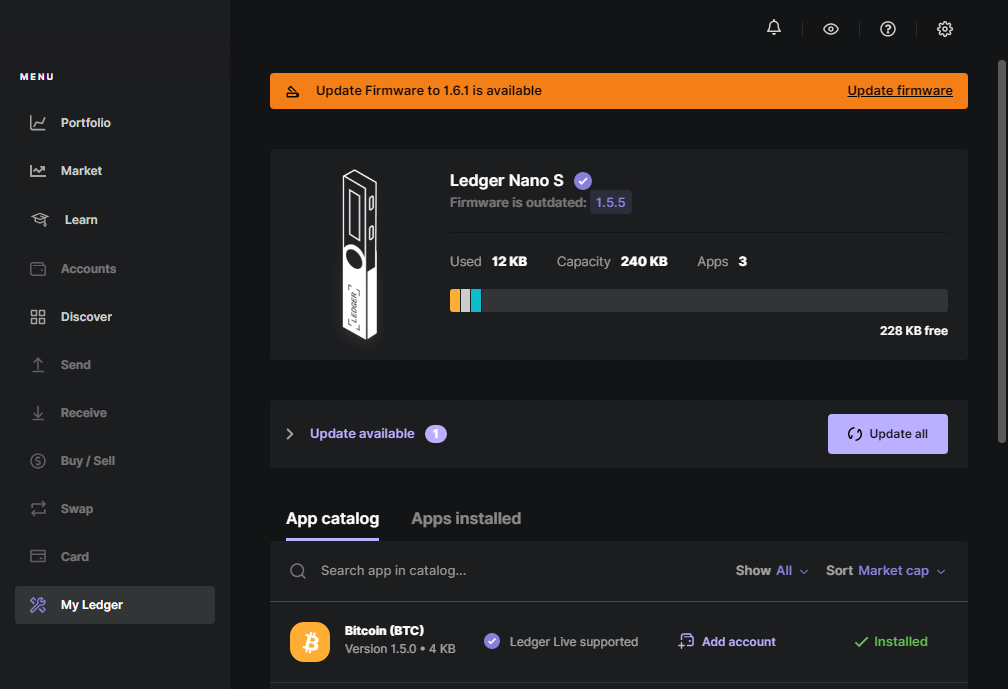 MENU
Portfolio
Market
Learn
Accounts
Discover
Send
Receive
Buy / Sell
Swap
Card
My Ledger
Update Firmware to 1.6.1 is available
Update firmware
LEDGER
Ledger Nano S
Firmware is outdated: 1.5.5
Used 12 KB Capacity 240 KB Apps 3
228 KB free
Update available 1
Update all
App catalog Apps installed
Search app in catalog... Show All Sort Market cap
Bitcoin (BTC)
Version 1.5.0 • 4 KB
Ledger Live supported
Add account
Installed